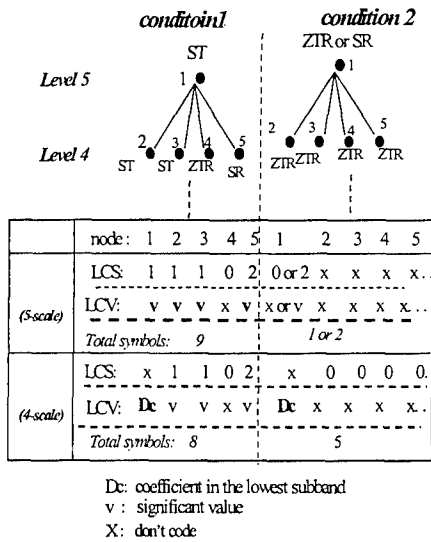 conditoin1
condition 2
ST
ZTR or SR
Level 5
1
1
Level 4
2 3 4 5
2 3 4 5
ST ST ZTR SR
ZTR ZTR ZTR ZTR
node: 1 2 3 4 5 1 2 3 4 5
(5-scale)
LCS: 1 1 1 0 2 0 or 2 x x x x...
LCV: v v v x v x or v x x x x...
Total symbols: 9 1 or 2
(4-scale)
LCS: x 1 1 0 2 x 0 0 0 0..
LCV: Dc v v x v Dc x x x x...
Total symbols: 8 5
Dc: coefficient in the lowest subband
v : significant value
X: don't code